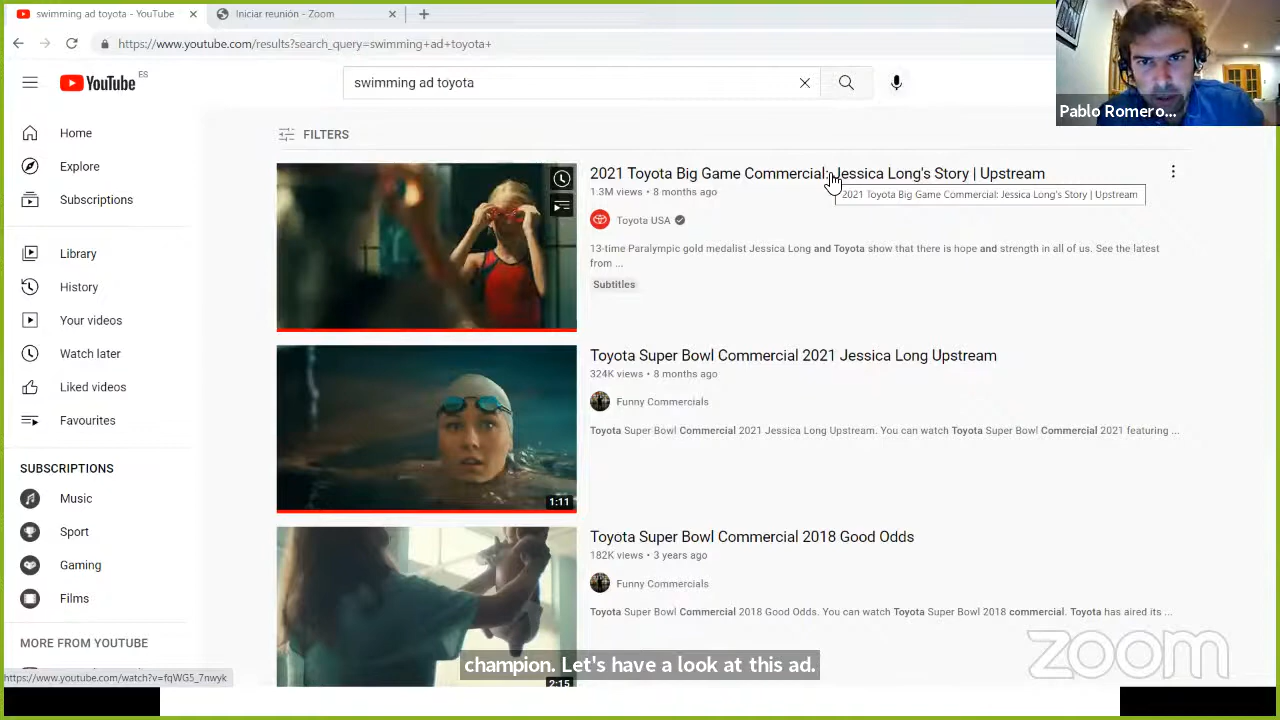 swimming ad toyota - YouTube
Iniciar reunión - Zoom
https://www.youtube.com/results?search_query=swimming+ad+toyota+
YouTube ES
swimming ad toyota
Pablo Romero...
Home
Explore
Subscriptions
Library
History
Your videos
Watch later
Liked videos
Favourites
SUBSCRIPTIONS
Music
Sport
Gaming
Films
MORE FROM YOUTUBE
https://www.youtube.com/watch?v=fqWG5_7nwyk
FILTERS
2021 Toyota Big Game Commercial: Jessica Long's Story | Upstream
1.3M views • 8 months ago
2021 Toyota Big Game Commercial: Jessica Long's Story | Upstream
Toyota USA
13-time Paralympic gold medalist Jessica Long and Toyota show that there is hope and strength in all of us. See the latest
from ...
Subtitles
Toyota Super Bowl Commercial 2021 Jessica Long Upstream
324K views • 8 months ago
Funny Commercials
Toyota Super Bowl Commercial 2021 Jessica Long Upstream. You can watch Toyota Super Bowl Commercial 2021 featuring ...
1:11
Toyota Super Bowl Commercial 2018 Good Odds
182K views • 3 years ago
Funny Commercials
Toyota Super Bowl Commercial 2018 Good Odds. You can watch Toyota Super Bowl 2018 commercial. Toyota has aired its ...
2:15
champion. Let's have a look at this ad.
zoom